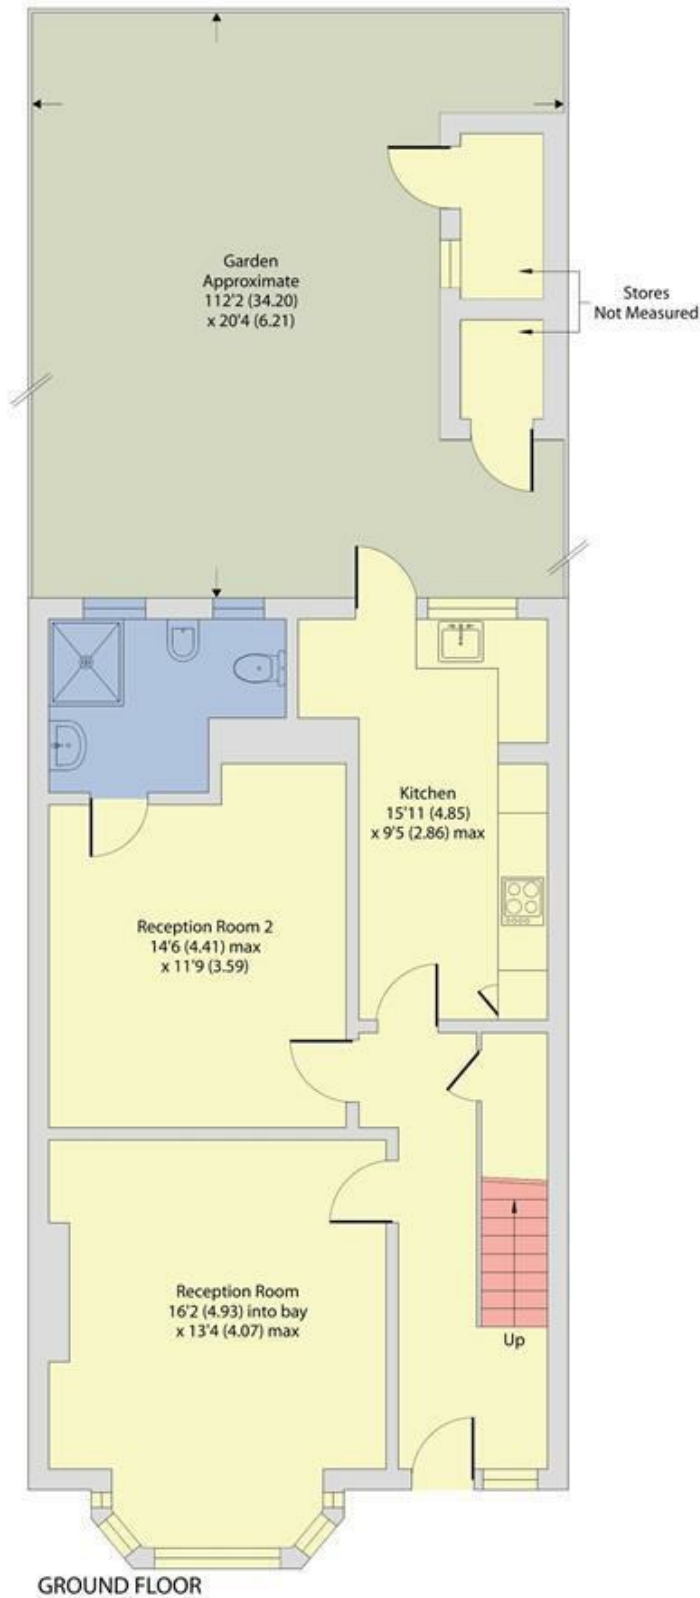 Garden
Approximate
112'2 (34.20)
x 20'4 (6.21)
Stores
Not Measured
Kitchen
15'11 (4.85)
x 9'5 (2.86) max
Reception Room 2
14'6 (4.41) max
x 11'9 (3.59)
Reception Room
16'2 (4.93) into bay
x 13'4 (4.07) max
Up
GROUND FLOOR